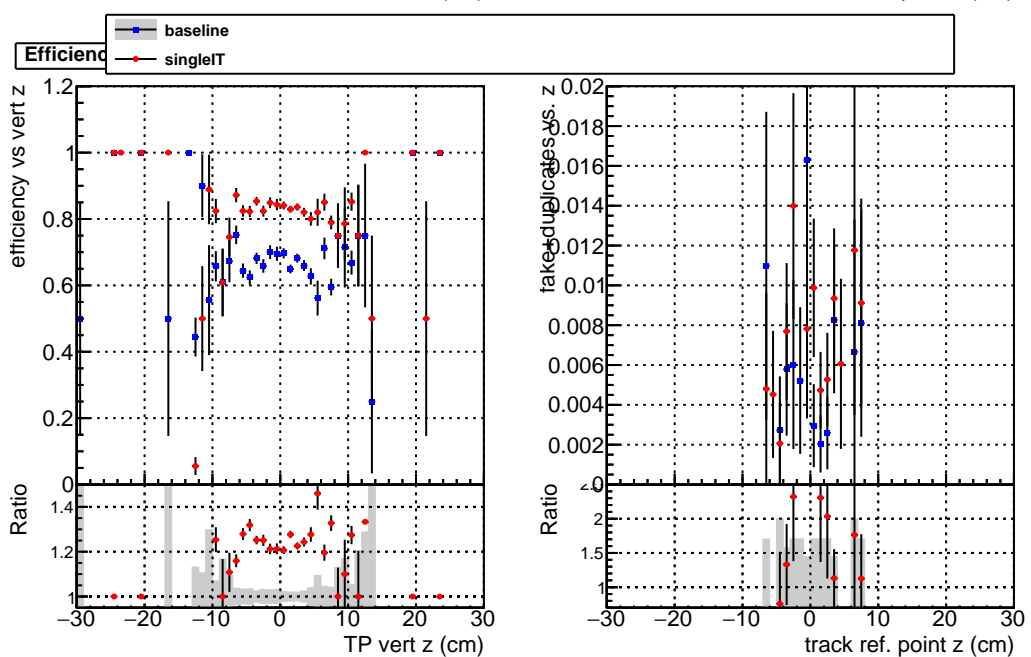 baseline
singleIT
Efficienc
efficiency vs vert z
1.2
1
0.8
0.6
0.4
0.2
0
Ratio
1.4
1.2
1
−30 −20 −10 0 10 20 30
TP vert z (cm)
fake+duplicates vs. z
0.02
0.018
0.016
0.014
0.012
0.01
0.008
0.006
0.004
0.002
0
Ratio
2
1.5
1
−30 −20 −10 0 10 20 30
track ref. point z (cm)